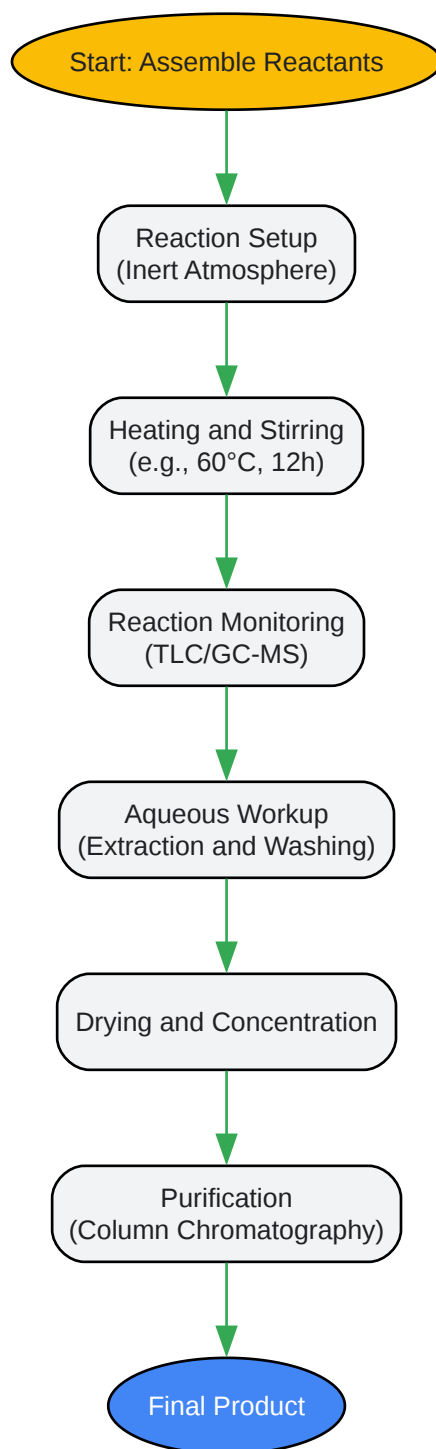 Start: Assemble Reactants
Reaction Setup
(Inert Atmosphere)
Heating and Stirring
(e.g., 60°C, 12h)
Reaction Monitoring
(TLC/GC-MS)
Aqueous Workup
(Extraction and Washing)
Drying and Concentration
Purification
(Column Chromatography)
Final Product